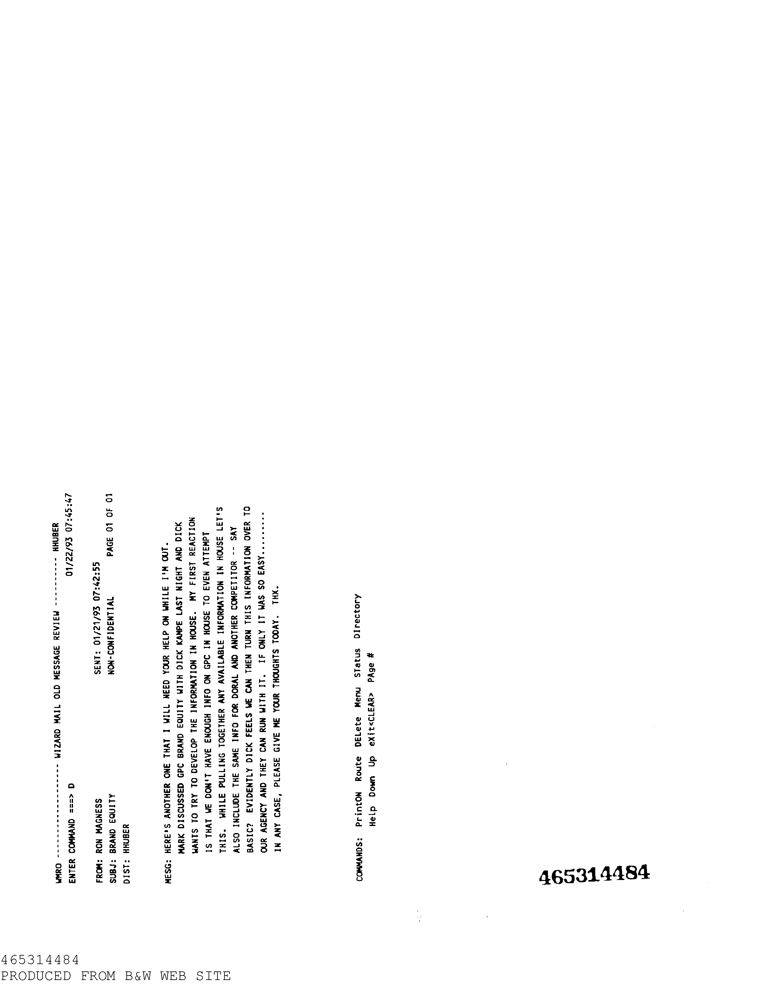 WMRO --------------------- WIZARD MAIL OLD MESSAGE REVIEW ----------- HHUBER
ENTER COMMAND ===> D 01/22/93 07:45:47
FROM: RON MAGNESS SENT: 01/21/93 07:42:55
SUBJ: BRAND EQUITY NON-CONFIDENTIAL PAGE 01 OF 01
DIST: HHUBER
MESG: HERE'S ANOTHER ONE THAT I WILL NEED YOUR HELP ON WHILE I'M OUT.
MARK DISCUSSED GPC BRAND EQUITY WITH DICK KAMPE LAST NIGHT AND DICK
WANTS TO TRY TO DEVELOP THE INFORMATION IN HOUSE. MY FIRST REACTION
IS THAT WE DON'T HAVE ENOUGH INFO ON GPC IN HOUSE TO EVEN ATTEMPT
THIS. WHILE PULLING TOGETHER ANY AVAILABLE INFORMATION IN HOUSE LET'S
ALSO INCLUDE THE SAME INFO FOR DORAL AND ANOTHER COMPETITOR -- SAY
BASIC? EVIDENTLY DICK FEELS WE CAN THEN TURN THIS INFORMATION OVER TO
OUR AGENCY AND THEY CAN RUN WITH IT. IF ONLY IT WAS SO EASY.........
IN ANY CASE, PLEASE GIVE ME YOUR THOUGHTS TODAY. THX.
COMMANDS: PrintON Route DELete Menu STatus DIrectory
Help Down Up eXit<CLEAR> PAge #
465314484
465314484
PRODUCED FROM B&W WEB SITE